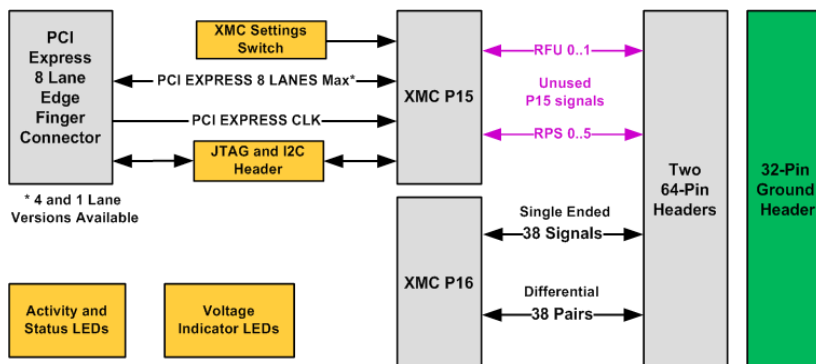 PCI
Express
8 Lane
Edge
Finger
Connector
* 4 and 1 Lane
Versions Available
XMC Settings
Switch
PCI EXPRESS 8 LANES Max*
PCI EXPRESS CLK
JTAG and I2C
Header
XMC P15
RFU 0..1
Unused
P15 signals
RPS 0..5
XMC P16
Single Ended
38 Signals
Differential
38 Pairs
Two
64-Pin
Headers
32-Pin
Ground
Header
Activity and
Status LEDs
Voltage
Indicator LEDs